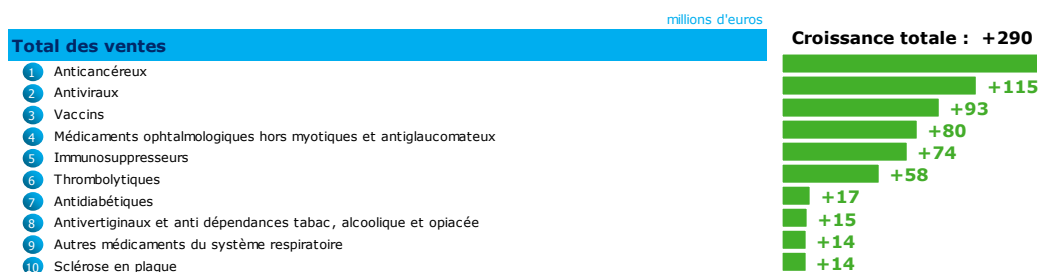 millions d'euros
Total des ventes
Croissance totale : +290
1 Anticancéreux
2 Antiviraux +115
3 Vaccins +93
4 Médicaments ophtalmologiques hors myotiques et antiglaucomateux +80
5 Immunosuppresseurs +74
6 Thrombolytiques +58
7 Antidiabétiques +17
8 Antivertiginaux et anti dépendances tabac, alcoolique et opiacée +15
9 Autres médicaments du système respiratoire +14
10 Sclérose en plaque +14